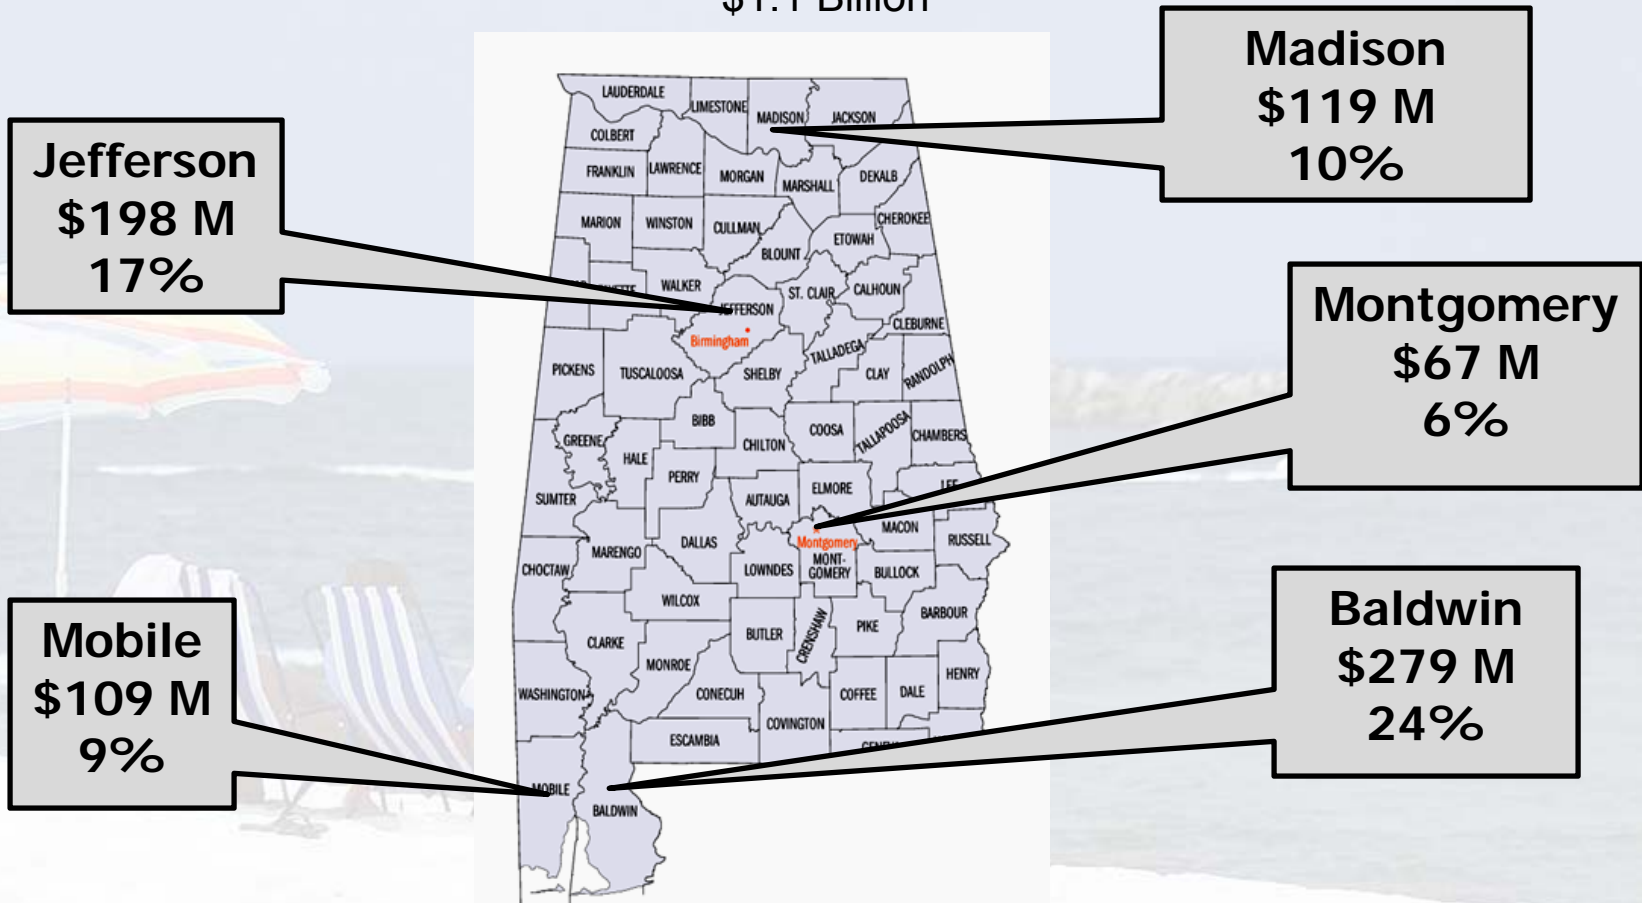 $1.1 Billion
Madison
$119 M
10%
Jefferson
$198 M
17%
Montgomery
$67 M
6%
Mobile
$109 M
9%
Baldwin
$279 M
24%
LAUDERDALE
LIMESTONE
MADISON
JACKSON
COLBERT
FRANKLIN
LAWRENCE
MORGAN
MARSHALL
DEKALB
MARION
WINSTON
CULLMAN
CHEROKEE
ETOWAH
BLOUNT
WALKER
ST. CLAIR
CALHOUN
JEFFERSON
CLEBURNE
Birmingham
TALLADEGA
PICKENS
TUSCALOOSA
SHELBY
CLAY
RANDOLPH
BIBB
COOSA
TALLAPOOSA
CHAMBERS
GREENE
CHILTON
HALE
PERRY
ELMORE
LEE
SUMTER
AUTAUGA
MACON
Montgomery
RUSSELL
DALLAS
MARENGO
CHOCTAW
LOWNDES
MONT-
GOMERY
BULLOCK
WILCOX
BARBOUR
CLARKE
BUTLER
CRENSHAW
PIKE
MONROE
HENRY
WASHINGTON
CONECUH
COFFEE
DALE
COVINGTON
ESCAMBIA
MOBILE
BALDWIN